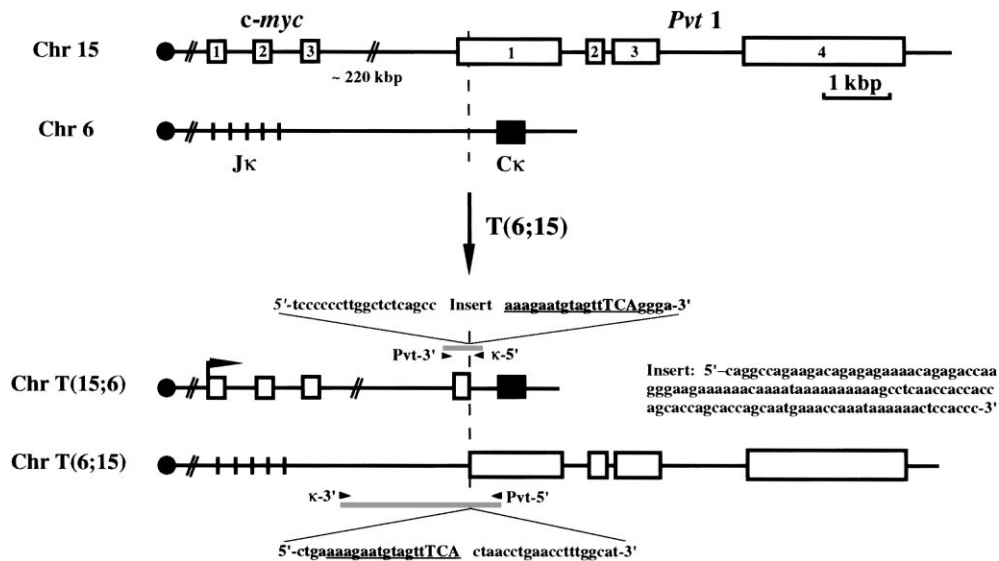 c-myc Pvt 1
Chr 15 1 2 3 1 2 3 4
~ 220 kbp 1 kbp
Chr 6
Jκ Cκ
T(6;15)
5'-tccccccttggctctcagcc Insert aaagaatgtagttTCAggga-3'
Pvt-3' κ-5'
Chr T(15;6)
Insert: 5'–caggccagaagacagagagagaaaacagagaccaa
gggaagaaaaaacaaaataaaaaaaaaagcctcaaccaccacc
agcaccagcaccagcaatgaaaccaaataaaaaactccaccc-3'
Chr T(6;15)
κ-3' Pvt-5'
5'-ctgaaaagaatgtagttTCA ctaacctgaacctttggcat-3'